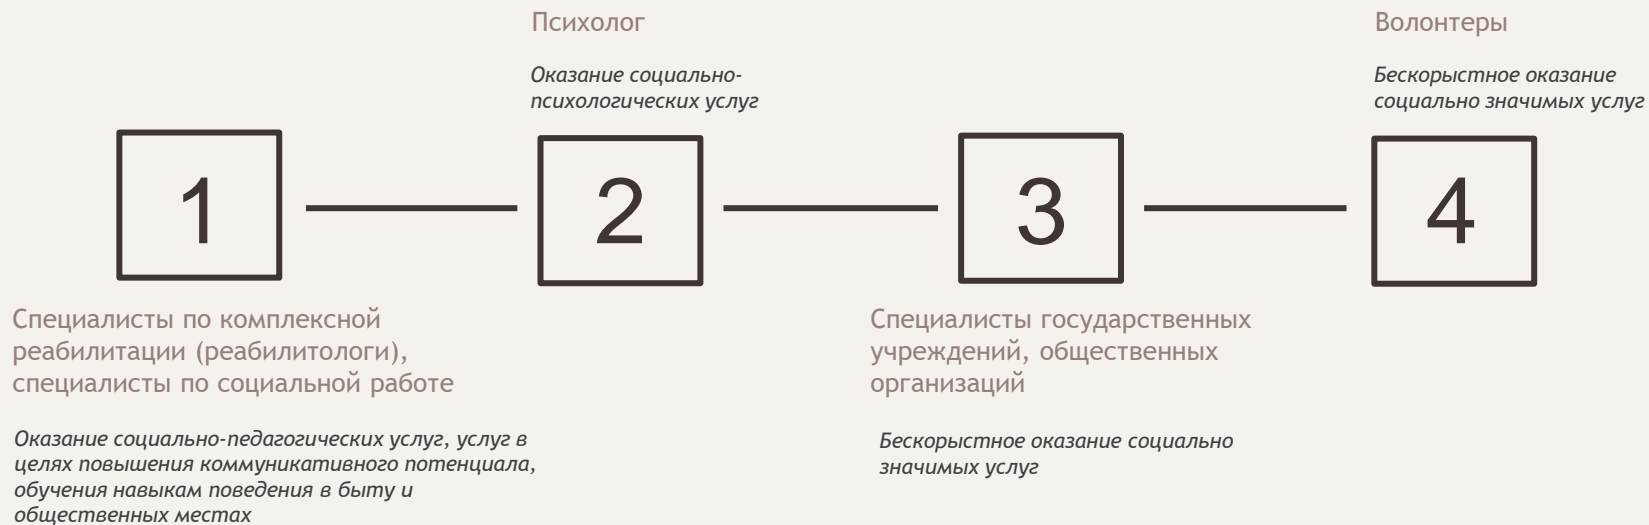 Психолог
Оказание социально-
психологических услуг
Волонтеры
Бескорыстное оказание
социально значимых услуг
1
2
3
4
Специалисты по комплексной
реабилитации (реабилитологи),
специалисты по социальной работе
Оказание социально-педагогических услуг, услуг в
целях повышения коммуникативного потенциала,
обучения навыкам поведения в быту и
общественных местах
Специалисты государственных
учреждений, общественных
организаций
Бескорыстное оказание социально
значимых услуг